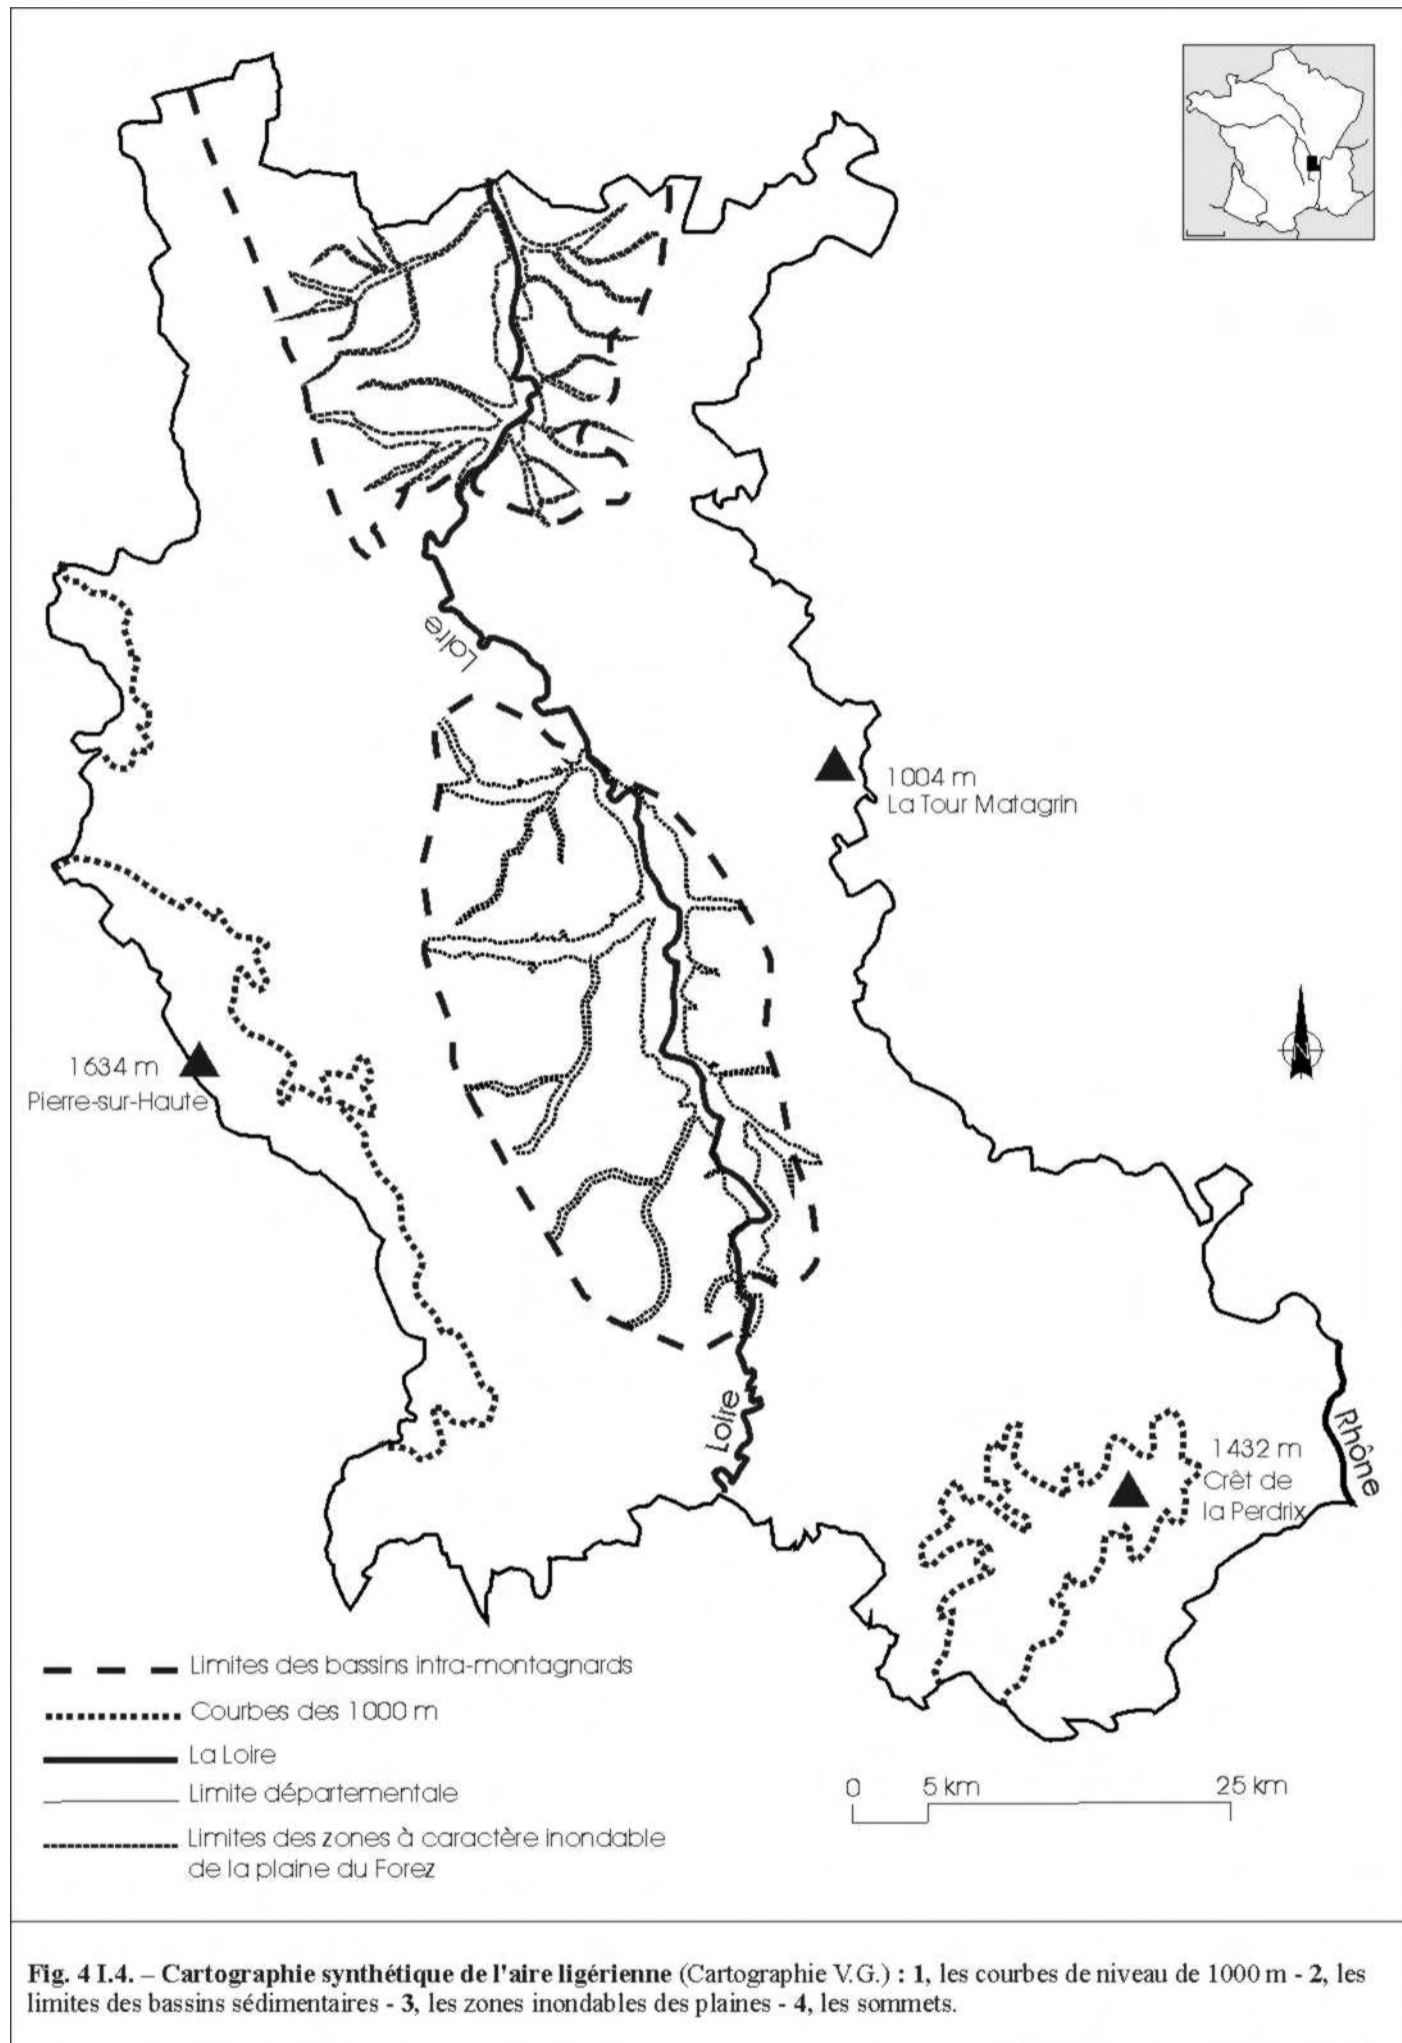 Loire
1004 m
La Tour Matagrin
N
1634 m
Pierre-sur-Haute
Loire
Rhône
1432 m
Crêt de
la Perdrix
Limites des bassins intra-montagnards
Courbes des 1000 m
La Loire
Limite départementale
Limites des zones à caractère inondable
de la plaine du Forez
0 5 km 25 km
Fig. 4 I.4. – Cartographie synthétique de l'aire ligérienne (Cartographie V.G.) : 1, les courbes de niveau de 1000 m - 2, les
limites des bassins sédimentaires - 3, les zones inondables des plaines - 4, les sommets.